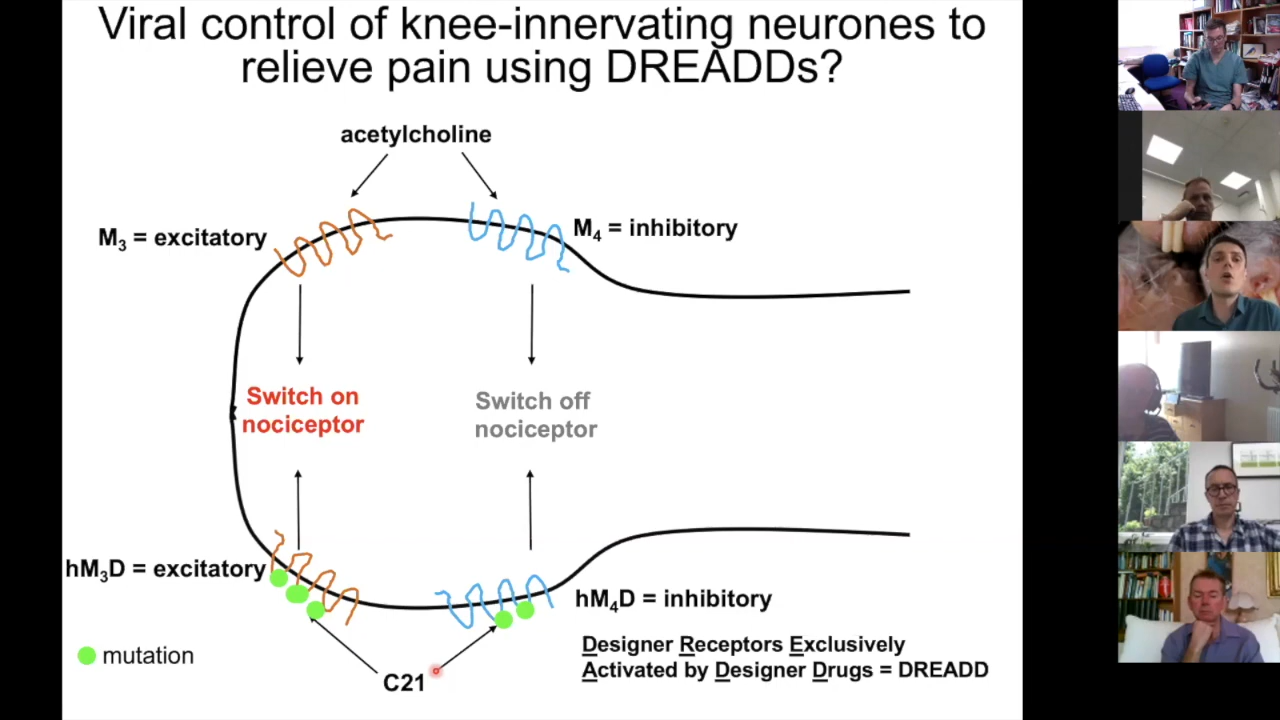 Viral control of knee-innervating neurones to
relieve pain using DREADDs?
acetylcholine
M₃ = excitatory
M₄ = inhibitory
Switch on
nociceptor
Switch off
nociceptor
hM₃D = excitatory
hM₄D = inhibitory
mutation
C21
Designer Receptors Exclusively
Activated by Designer Drugs = DREADD